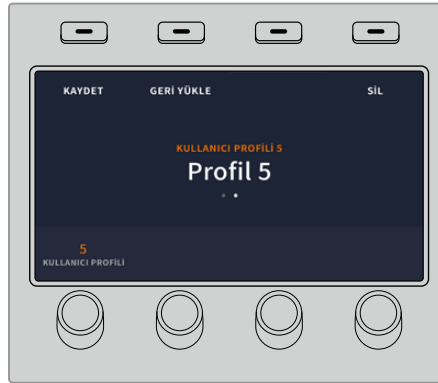 KAYDET GERİ YÜKLE SİL
KULLANICI PROFİLİ 5
Profil 5
5
KULLANICI PROFİLİ